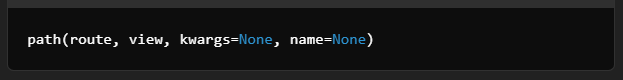 path(route, view, kwargs=None, name=None)